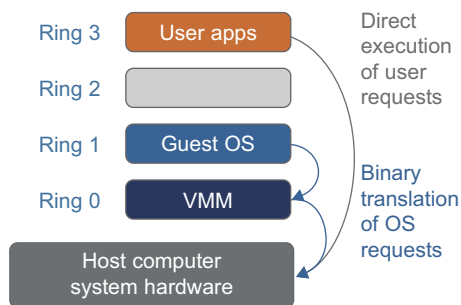 Ring 3
User apps
Direct
execution
of user
requests
Ring 2
Ring 1
Guest OS
Ring 0
VMM
Binary
translation
of OS
requests
Host computer
system hardware